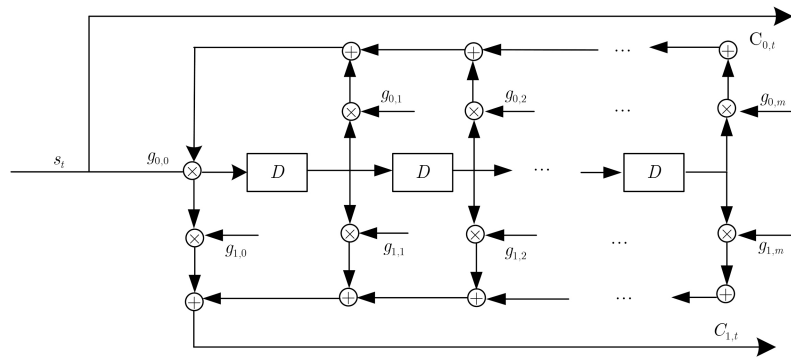 C0,t
...
g0,1
g0,2
...
g0,m
st
g0,0
D
D
...
D
g1,0
g1,1
g1,2
...
g1,m
...
C1,t